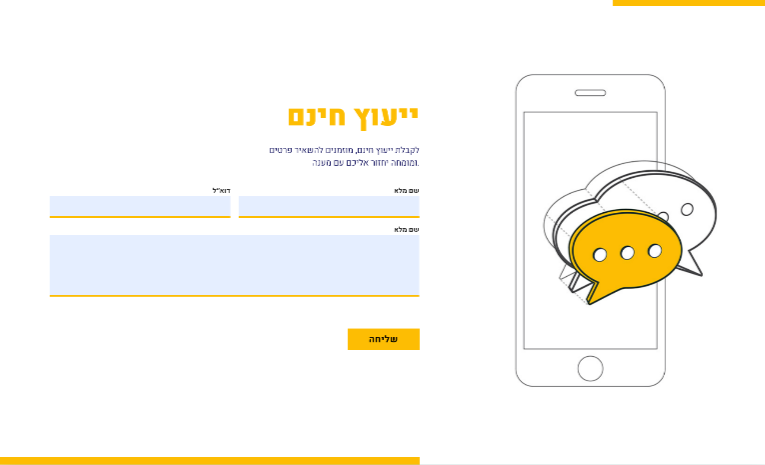 ייעוץ חינם
לקבלת ייעוץ חינם, מוזמנים להשאיר פרטים
ומומחה יחזור אליכם עם מענה.
שם מלא
דוא״ל
שם מלא
שליחה